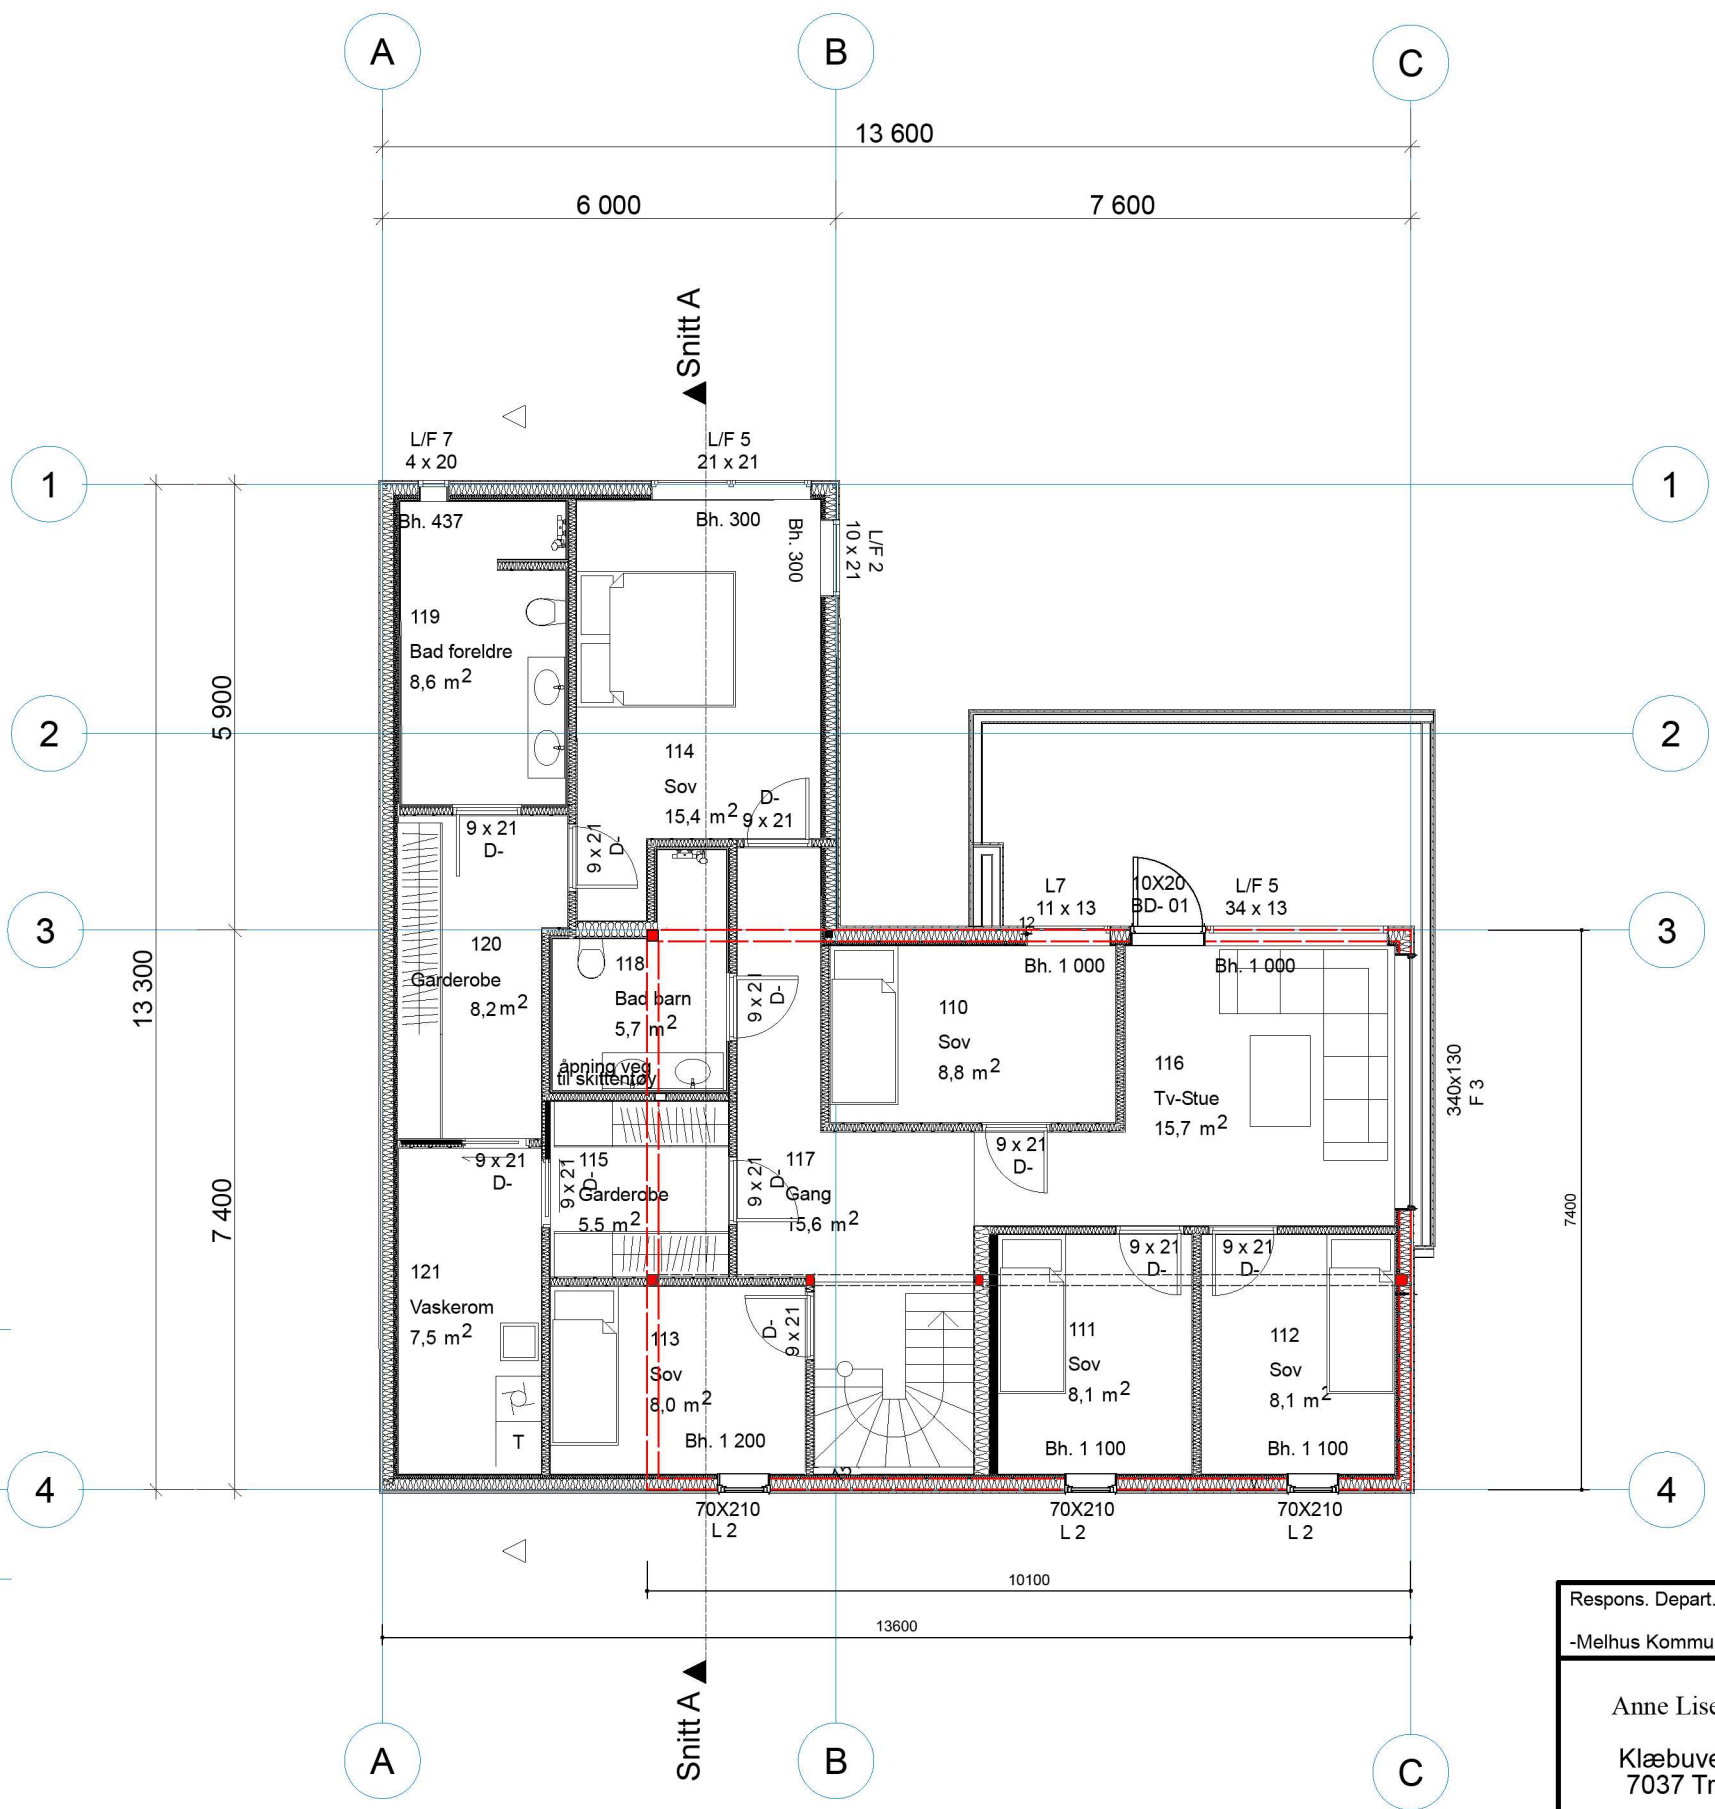 A
B
C
13 600
6 000
7 600
Snitt A
L/F 7
4 x 20
L/F 5
21 x 21
1
1
Bh. 437
Bh. 300
Bh. 300
L/F 2
10 x 21
119
Bad foreldre
8,6 m2
5 900
2
2
114
Sov
15,4 m2
D-
9 x 21
9 x 21
D-
9 x 21
D-
L7
11 x 13
10X20
BD- 01
L/F 5
34 x 13
12
3
3
120
Garderobe
8,2 m2
118
Bad barn
5,7 m2
9 x 21
D-
Bh. 1 000
Bh. 1 000
13 300
110
Sov
8,8 m2
åpning veg
til skittentøy
116
Tv-Stue
15,7 m2
340x130
F 3
9 x 21
D-
9 x 21
D-
9 x 21
D-
115
Garderobe
5.5 m2
9 x 21
D-
117
Gang
15,6 m2
7 400
7400
9 x 21
D-
9 x 21
D-
121
Vaskerom
7,5 m2
T
113
Sov
8,0 m2
D-
9 x 21
Bh. 1 200
111
Sov
8,1 m2
Bh. 1 100
112
Sov
8,1 m2
Bh. 1 100
4
4
70X210
L 2
70X210
L 2
70X210
L 2
10100
13600
Snitt A
A
B
C
Respons. Depart.
-Melhus Kommu
Anne Lise
Klæbuve
7037 Tr